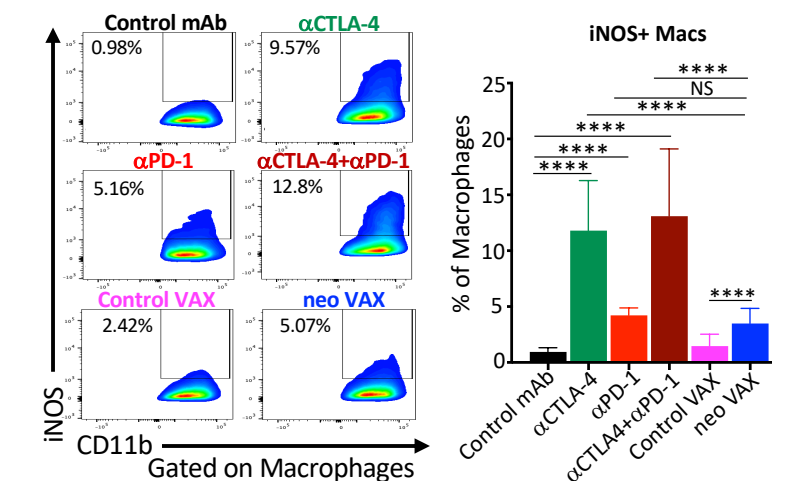 Control mAb
αCTLA-4
0.98%
9.57%
αPD-1
αCTLA-4+αPD-1
5.16%
12.8%
Control VAX
neo VAX
2.42%
5.07%
iNOS
CD11b
Gated on Macrophages
iNOS+ Macs
% of Macrophages
25
20
15
10
5
0
****
NS
****
****
****
****
****
Control mAb
αCTLA-4
αPD-1
αCTLA4+αPD-1
Control VAX
neo VAX